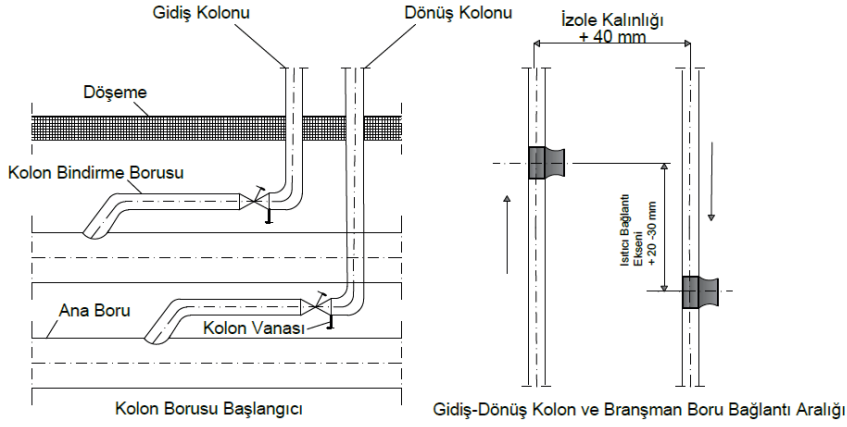 Gidiş Kolonu
Dönüş Kolonu
Döşeme
Kolon Bindirme Borusu
Ana Boru
Kolon Vanası
Kolon Borusu Başlangıcı
İzole Kalınlığı
+ 40 mm
Isıtıcı Bağlantı
Ekseni
+ 20 -30 mm
Gidiş-Dönüş Kolon ve Branşman Boru Bağlantı Aralığı